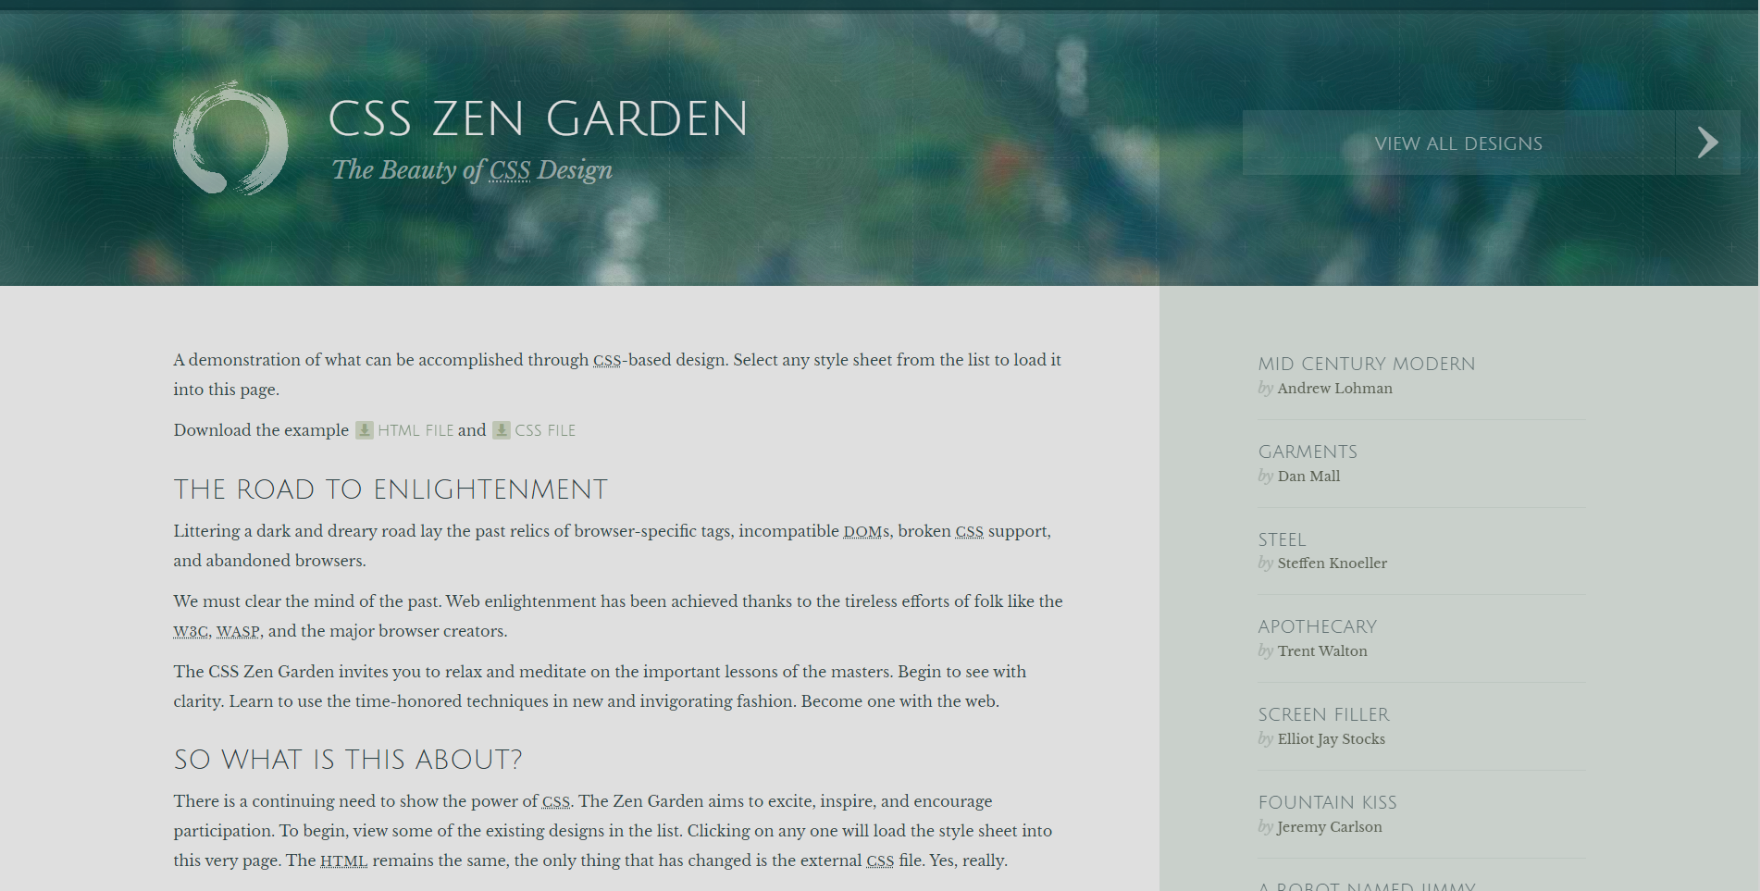 CSS ZEN GARDEN
The Beauty of CSS Design
VIEW ALL DESIGNS
A demonstration of what can be accomplished through CSS-based design. Select any style sheet from the list to load it
into this page.
Download the example HTML FILE and CSS FILE
THE ROAD TO ENLIGHTENMENT
Littering a dark and dreary road lay the past relics of browser-specific tags, incompatible DOMs, broken CSS support,
and abandoned browsers.
We must clear the mind of the past. Web enlightenment has been achieved thanks to the tireless efforts of folk like the
W3C, WASP, and the major browser creators.
The CSS Zen Garden invites you to relax and meditate on the important lessons of the masters. Begin to see with
clarity. Learn to use the time-honored techniques in new and invigorating fashion. Become one with the web.
SO WHAT IS THIS ABOUT?
There is a continuing need to show the power of CSS. The Zen Garden aims to excite, inspire, and encourage
participation. To begin, view some of the existing designs in the list. Clicking on any one will load the style sheet into
this very page. The HTML remains the same, the only thing that has changed is the external CSS file. Yes, really.
MID CENTURY MODERN
by Andrew Lohman
GARMENTS
by Dan Mall
STEEL
by Steffen Knoeller
APOTHECARY
by Trent Walton
SCREEN FILLER
by Elliot Jay Stocks
FOUNTAIN KISS
by Jeremy Carlson
A ROBOT NAMED JIMMY